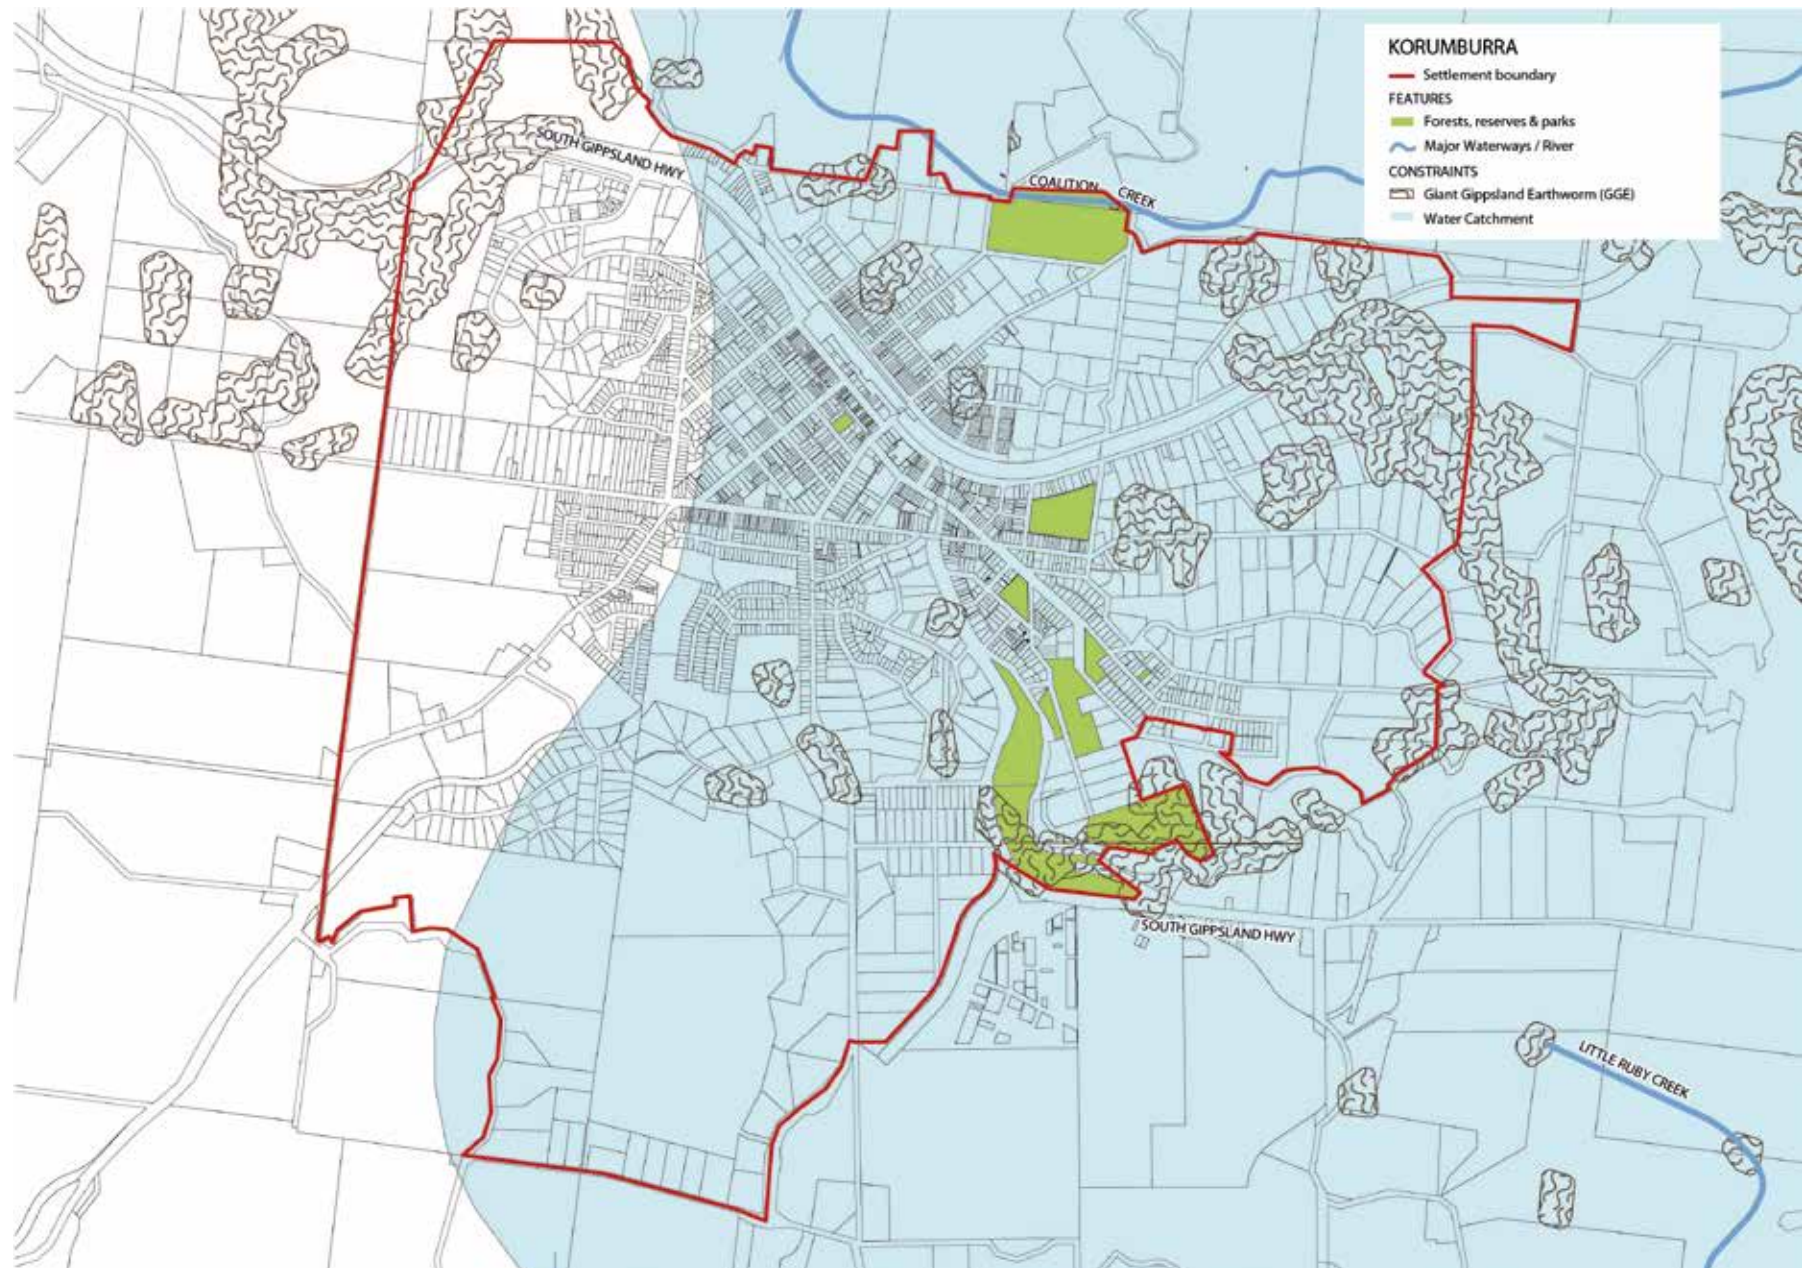 KORUMBURRA
Settlement boundary
FEATURES
Forests, reserves & parks
Major Waterways / River
CONSTRAINTS
Giant Gippsland Earthworm (GGE)
Water Catchment
SOUTH GIPPSLAND HWY
COALITION CREEK
SOUTH GIPPSLAND HWY
LITTLE RUBY CREEK